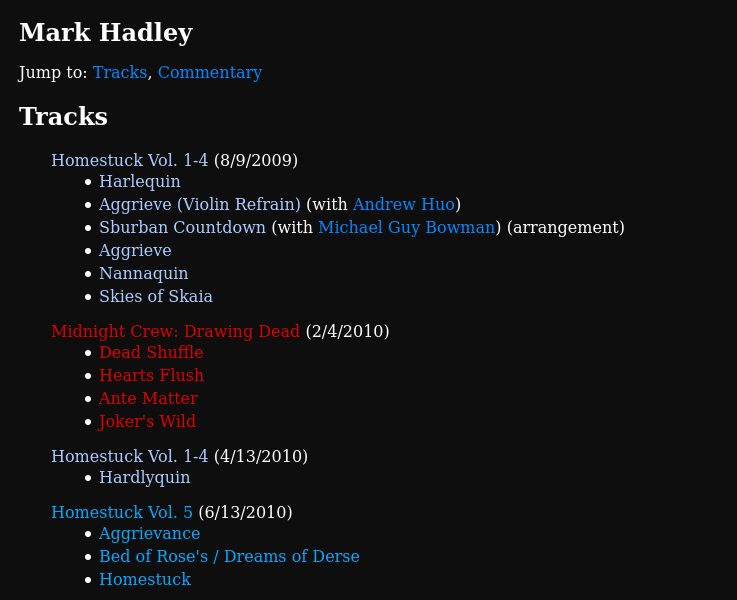 Mark Hadley
Jump to: Tracks, Commentary
Tracks
Homestuck Vol. 1-4 (8/9/2009)
Harlequin
Aggrieve (Violin Refrain) (with Andrew Huo)
Sburban Countdown (with Michael Guy Bowman) (arrangement)
Aggrieve
Nannaquin
Skies of Skaia
Midnight Crew: Drawing Dead (2/4/2010)
Dead Shuffle
Hearts Flush
Ante Matter
Joker's Wild
Homestuck Vol. 1-4 (4/13/2010)
Hardlyquin
Homestuck Vol. 5 (6/13/2010)
Aggrievance
Bed of Rose's / Dreams of Derse
Homestuck